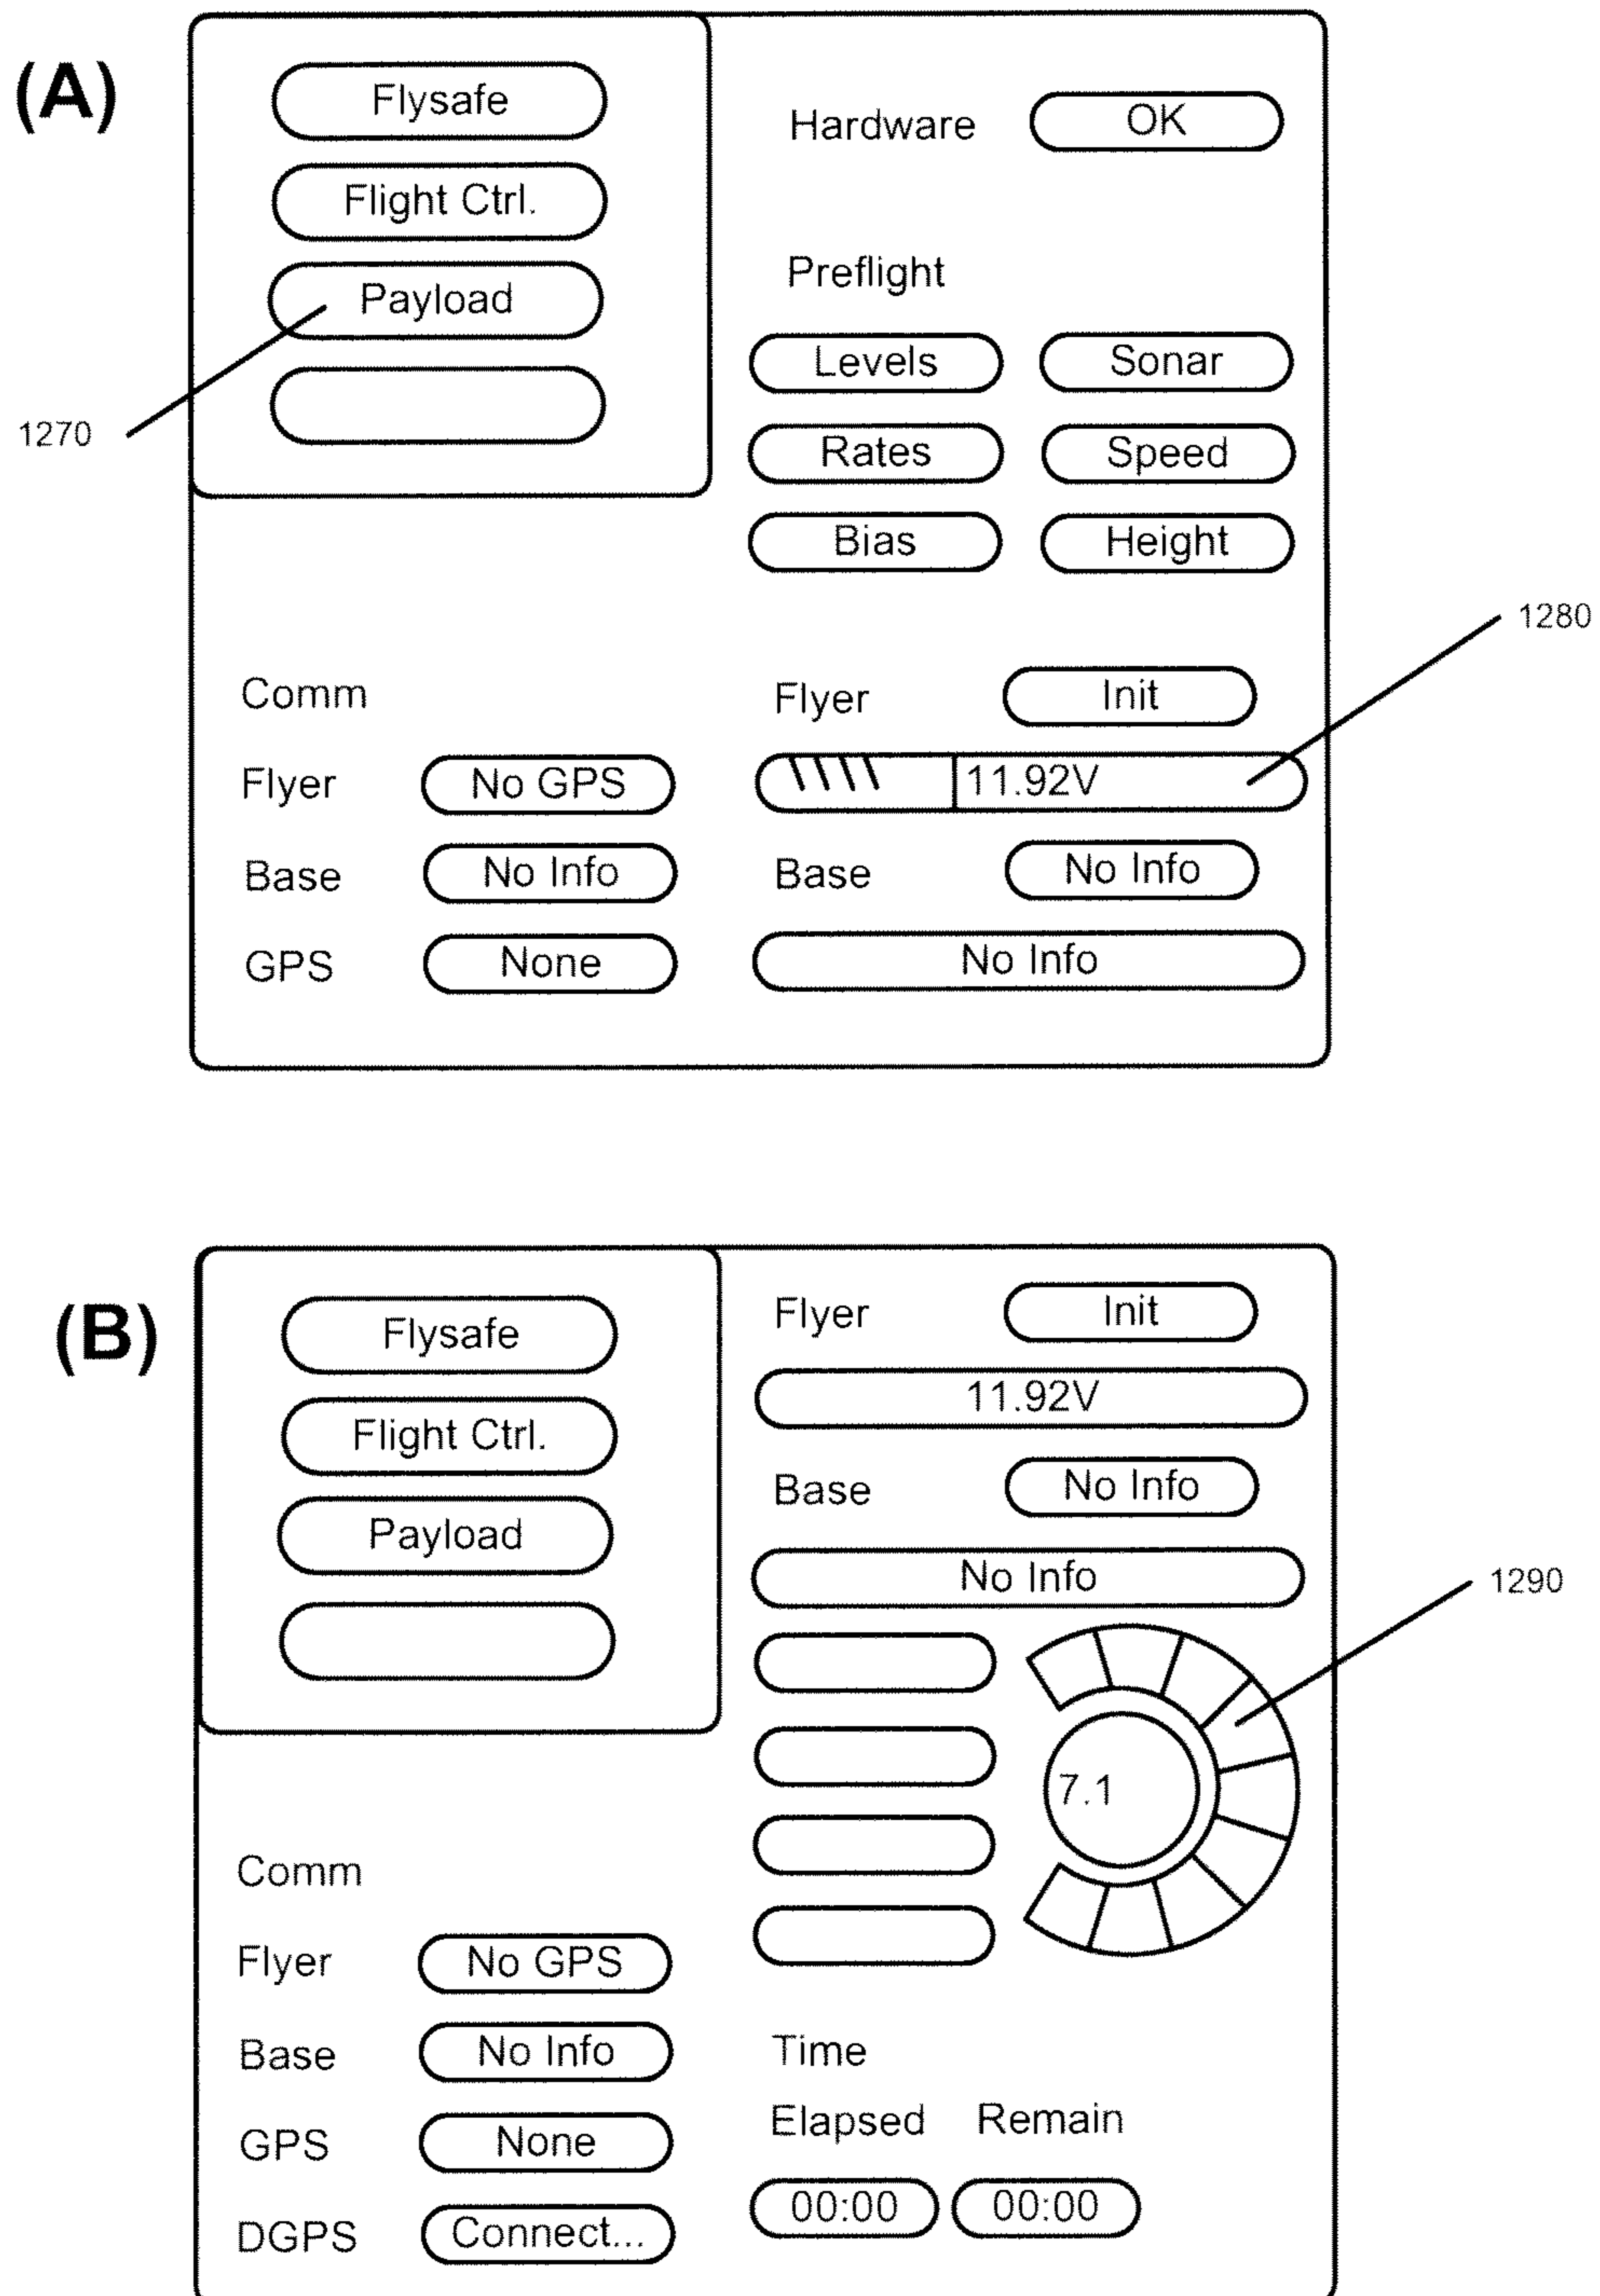 (A)
Flysafe
Flight Ctrl.
Payload
1270
Hardware OK
Preflight
Levels Sonar
Rates Speed
Bias Height
1280
Comm
Flyer No GPS
Base No Info
GPS None
Flyer Init
11.92V
Base No Info
No Info
(B)
Flysafe
Flight Ctrl.
Payload
Flyer Init
11.92V
Base No Info
No Info
1290
7.1
Comm
Flyer No GPS
Base No Info
GPS None
DGPS Connect...
Time
Elapsed Remain
00:00 00:00